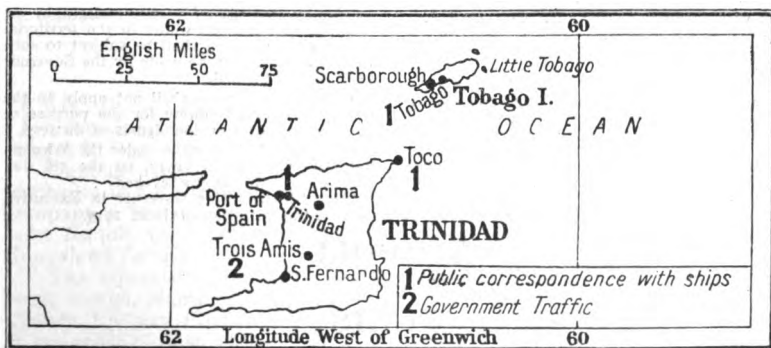 62 60
English Miles
25 50 75
Little Tobago
Scarborough
1 Tobago
Tobago I.
ATLANTIC OCEAN
Toco
1
1
Port of Spain
Trinidad
Arima
TRINIDAD
Trois Amis
2
S. Fernando
1 Public correspondence with ships
2 Government Traffic
62 60
Longitude West of Greenwich